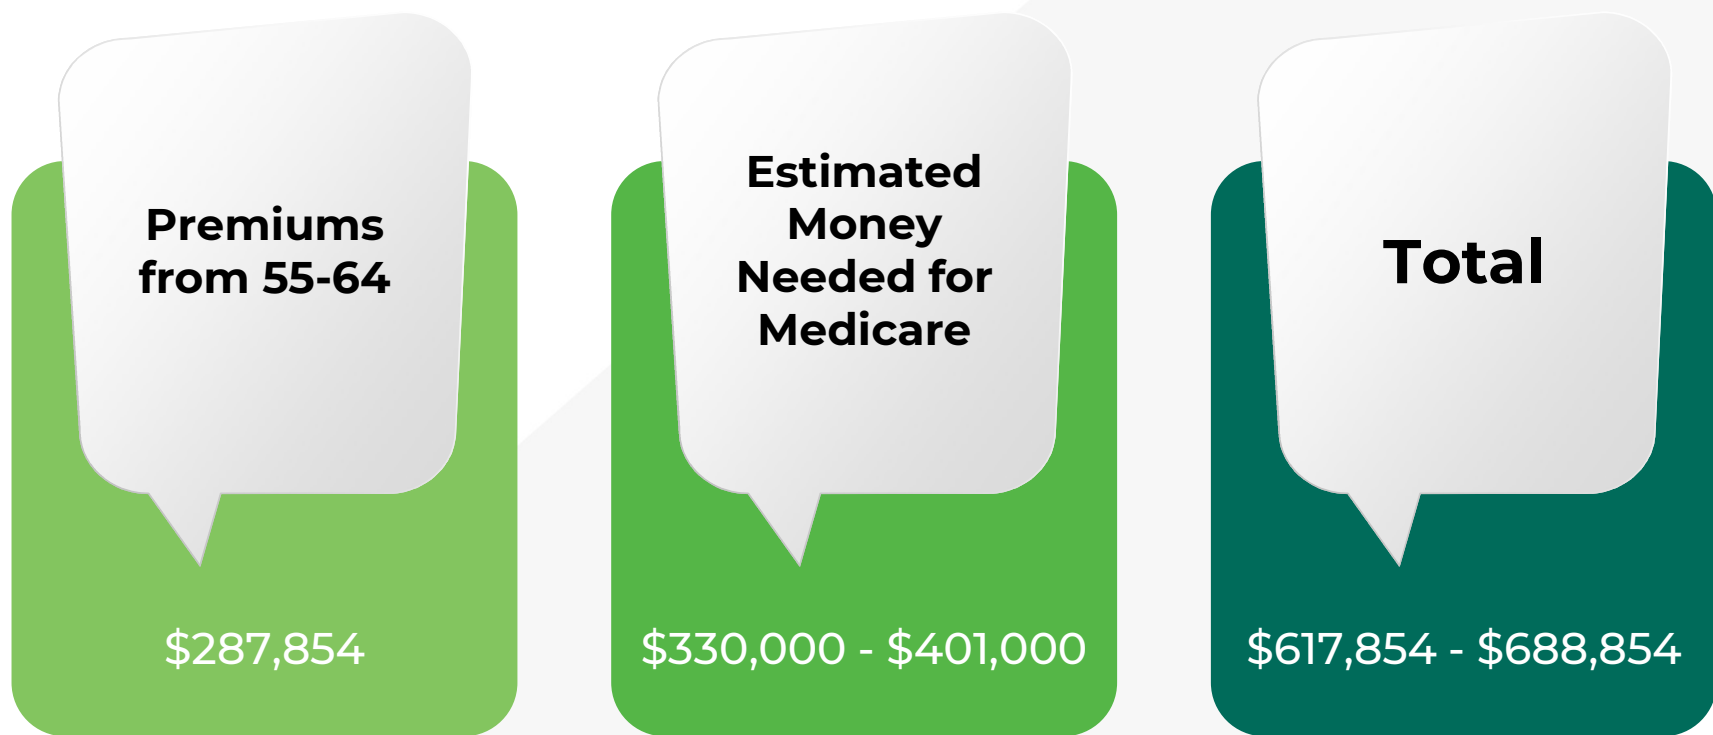 Premiums
from 55-64
$287,854
Estimated
Money
Needed for
Medicare
$330,000 - $401,000
Total
$617,854 - $688,854